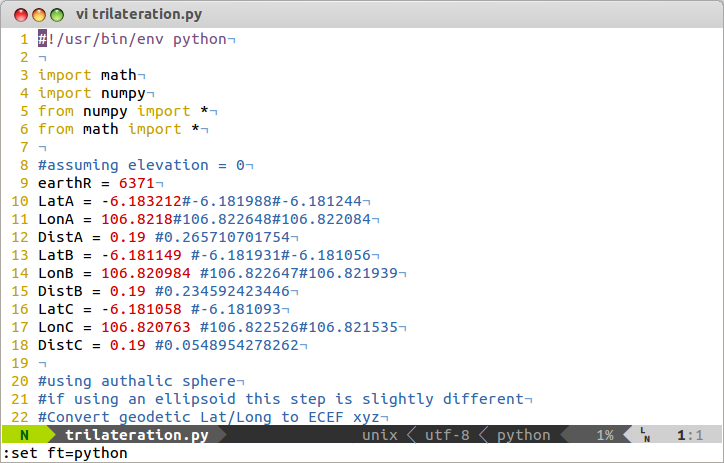 vi trilateration.py
1 #!/usr/bin/env python¬
2 ¬
3 import math¬
4 import numpy¬
5 from numpy import *¬
6 from math import *¬
7 ¬
8 #assuming elevation = 0¬
9 earthR = 6371¬
10 LatA = -6.183212#-6.181988#-6.181244¬
11 LonA = 106.8218#106.822648#106.822084¬
12 DistA = 0.19 #0.265710701754¬
13 LatB = -6.181149 #-6.181931#-6.181056¬
14 LonB = 106.820984 #106.822647#106.821939¬
15 DistB = 0.19 #0.234592423446¬
16 LatC = -6.181058 #-6.181093¬
17 LonC = 106.820763 #106.822526#106.821535¬
18 DistC = 0.19 #0.0548954278262¬
19 ¬
20 #using authalic sphere¬
21 #if using an ellipsoid this step is slightly different¬
22 #Convert geodetic Lat/Long to ECEF xyz¬
N trilateration.py unix utf-8 python 1% LN 1:1
:set ft=python